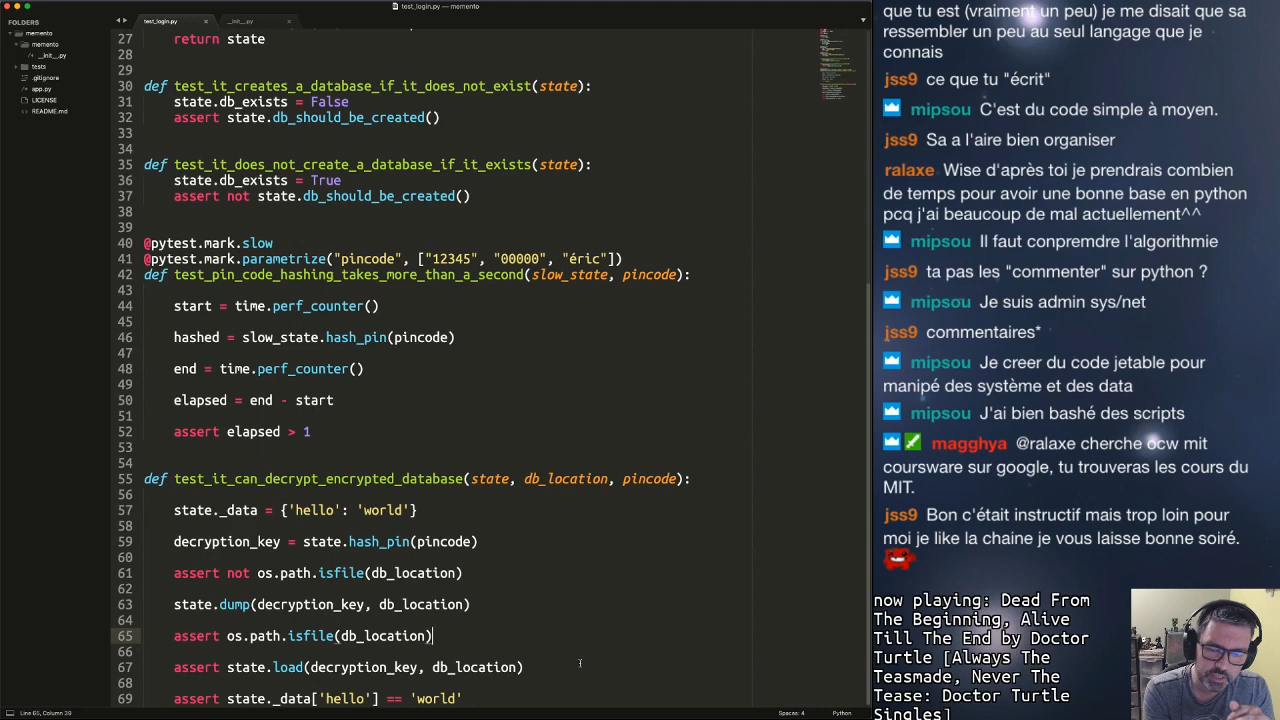 test_login.py — memento
FOLDERS
memento
memento
__init__.py
tests
.gitignore
app.py
LICENSE
README.md
test_login.py
__init__.py
27 return state
28
29
30 def test_it_creates_a_database_if_it_does_not_exist(state):
31 state.db_exists = False
32 assert state.db_should_be_created()
33
34
35 def test_it_does_not_create_a_database_if_it_exists(state):
36 state.db_exists = True
37 assert not state.db_should_be_created()
38
39
40 @pytest.mark.slow
41 @pytest.mark.parametrize("pincode", ["12345", "00000", "éric"])
42 def test_pin_code_hashing_takes_more_than_a_second(slow_state, pincode):
43
44 start = time.perf_counter()
45
46 hashed = slow_state.hash_pin(pincode)
47
48 end = time.perf_counter()
49
50 elapsed = end - start
51
52 assert elapsed > 1
53
54
55 def test_it_can_decrypt_encrypted_database(state, db_location, pincode):
56
57 state._data = {'hello': 'world'}
58
59 decryption_key = state.hash_pin(pincode)
60
61 assert not os.path.isfile(db_location)
62
63 state.dump(decryption_key, db_location)
64
65 assert os.path.isfile(db_location)
66
67 assert state.load(decryption_key, db_location)
68
69 assert state._data['hello'] == 'world'
Line 65, Column 39
Spaces: 4
Python
que tu est (vraiment un peu) je me disait que sa
ressembler un peu au seul langage que je
connais
jss9 ce que tu "écrit"
mipsou C'est du code simple à moyen.
jss9 Sa a l'aire bien organiser
ralaxe Wise d'après toi je prendrais combien
de temps pour avoir une bonne base en python
pcq j'ai beaucoup de mal actuellement^^
mipsou Il faut conprendre l'algorithmie
jss9 ta pas les "commenter" sur python ?
mipsou Je suis admin sys/net
jss9 commentaires*
mipsou Je creer du code jetable pour
manipé des système et des data
mipsou J'ai bien bashé des scripts
magghya @ralaxe cherche ocw mit
coursware sur google, tu trouveras les cours du
MIT.
jss9 Bon c'était instructif mais trop loin pour
moi je like la chaine je vous laisse bonne soiré.
now playing: Dead From
The Beginning, Alive
Till The End by Doctor
Turtle [Always The
Teasmade, Never The
Tease: Doctor Turtle
Singles]